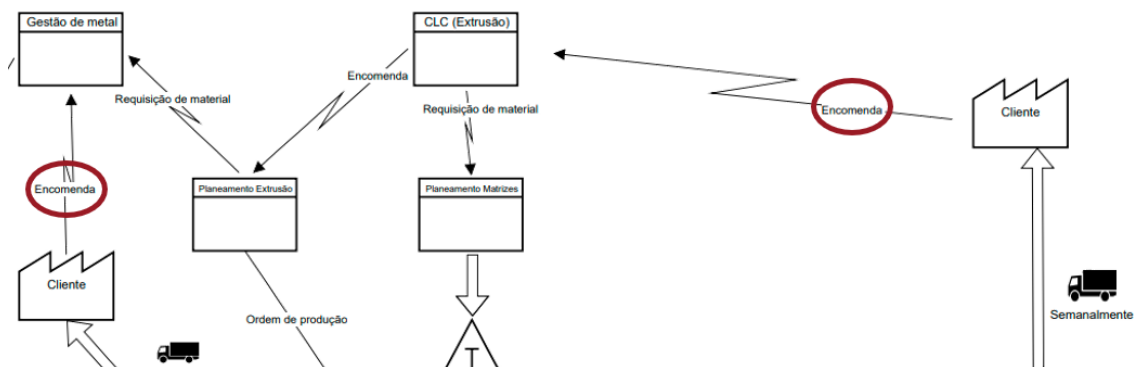 Gestão de metal
CLC (Extrusão)
Encomenda
Requisição de material
Requisição de material
Encomenda
Cliente
Encomenda
Planeamento Extrusão
Planeamento Matrizes
Cliente
Ordem de produção
Semanalmente
I